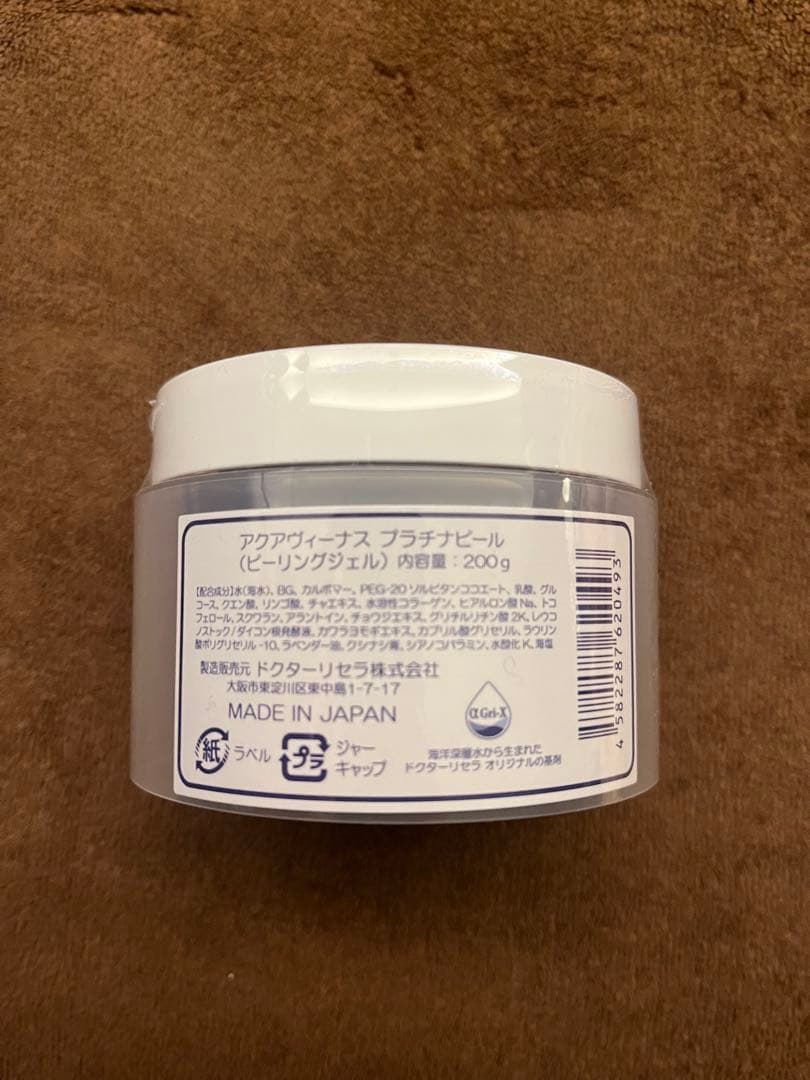 アクアヴィーナス プラチナピール
（ピーリングジェル）内容量：200g
【配合成分】水（海水）、BG、カルボマー、PEG-20ソルビタンココエート、乳酸、グル
コース、クエン酸、リンゴ酸、チャエキス、水溶性コラーゲン、ヒアルロン酸Na、トコ
フェロール、スクワラン、アラントイン、チョウジエキス、グリチルリチン酸2K、レウコ
ノストック/ダイコン根発酵液、カワラヨモギエキス、カプリル酸グリセリル、ラウリン
酸ポリグリセリル-10、ラベンダー油、クシナシ青、シアノコバラミン、水酸化K、海塩
製造販売元 ドクターリセラ株式会社
大阪市東淀川区東中島1-7-17
MADE IN JAPAN
αGri-X
紙 ラベル
プラ ジャー
キャップ
海洋深層水から生まれた
ドクターリセラ オリジナルの基剤
4 582287 620493